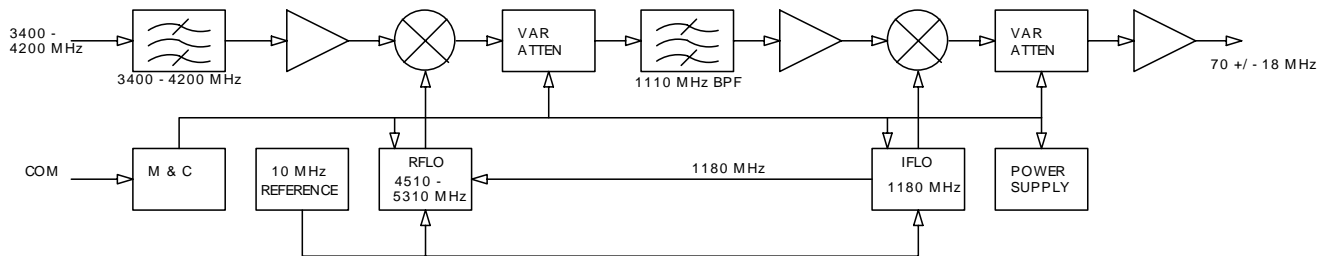 3400 -
4200 MHz
3400 - 4200 MHz
VAR
ATTEN
1110 MHz BPF
VAR
ATTEN
70 +/- 18 MHz
COM
M & C
10 MHz
REFERENCE
RFLO
4510 -
5310 MHz
1180 MHz
IFLO
1180 MHz
POWER
SUPPLY